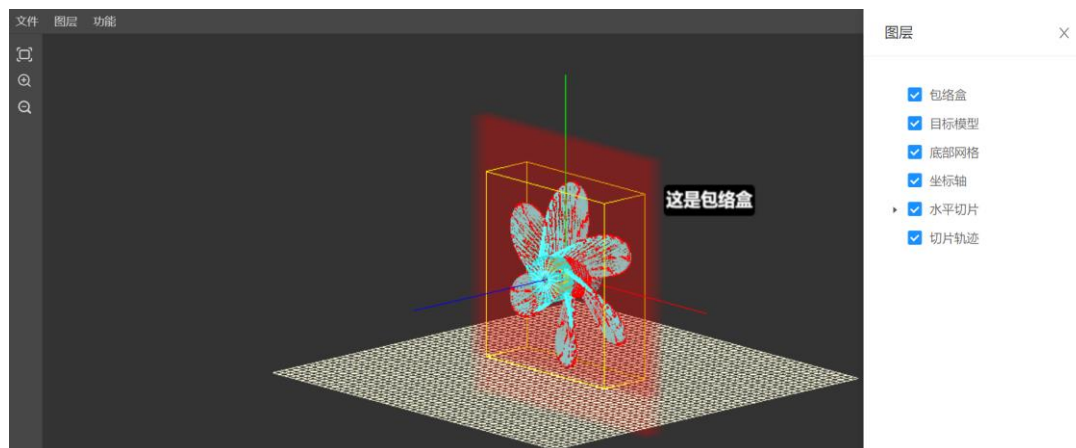 文件 图层 功能
图层
包络盒
目标模型
底部网格
坐标轴
水平切片
切片轨迹
这是包络盒